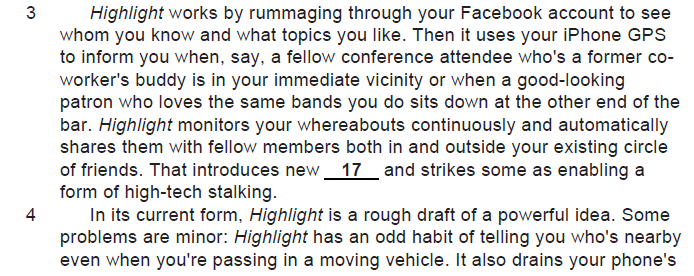 3 Highlight works by rummaging through your Facebook account to see
whom you know and what topics you like. Then it uses your iPhone GPS
to inform you when, say, a fellow conference attendee who's a former co-
worker's buddy is in your immediate vicinity or when a good-looking
patron who loves the same bands you do sits down at the other end of the
bar. Highlight monitors your whereabouts continuously and automatically
shares them with fellow members both in and outside your existing circle
of friends. That introduces new 17 and strikes some as enabling a
form of high-tech stalking.
4 In its current form, Highlight is a rough draft of a powerful idea. Some
problems are minor: Highlight has an odd habit of telling you who's nearby
even when you're passing in a moving vehicle. It also drains your phone's